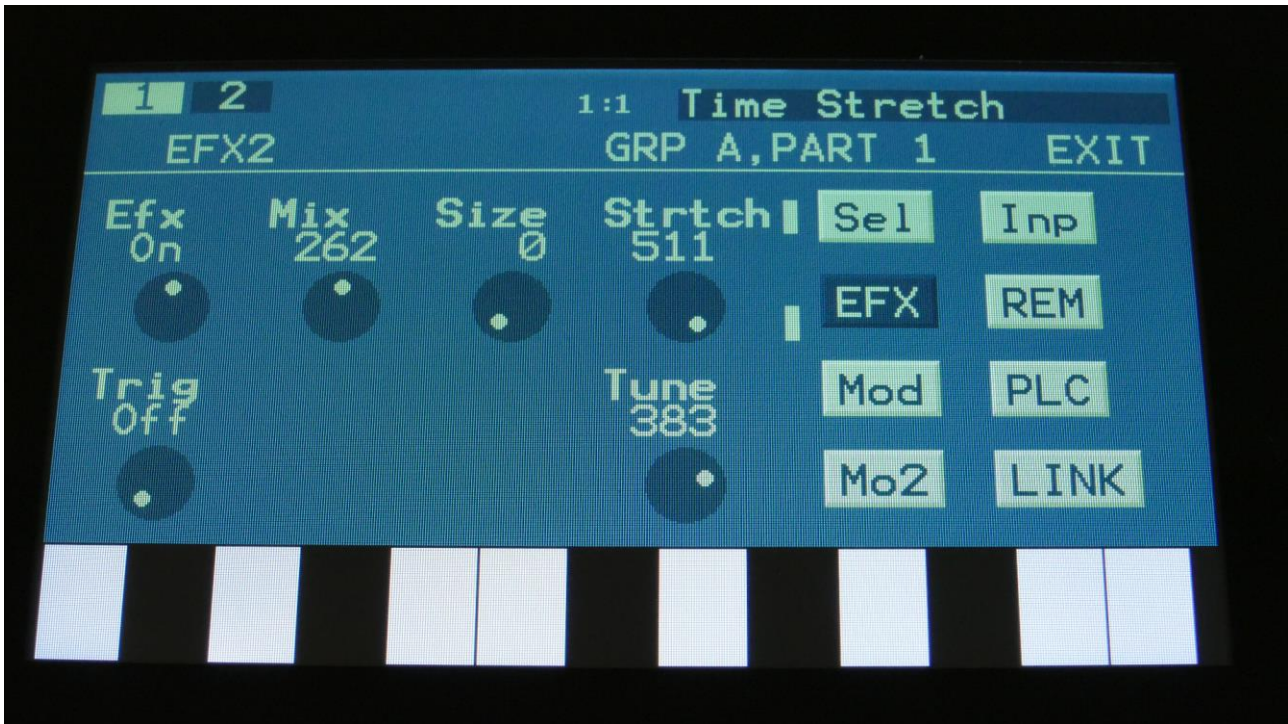 1 2 1:1 Time Stretch
EFX2 GRP A,PART 1 EXIT
Efx Mix Size Strtch Sel Inp
On 262 0 511
EFX REM
Trig Tune Mod PLC
Off 383
Mo2 LINK